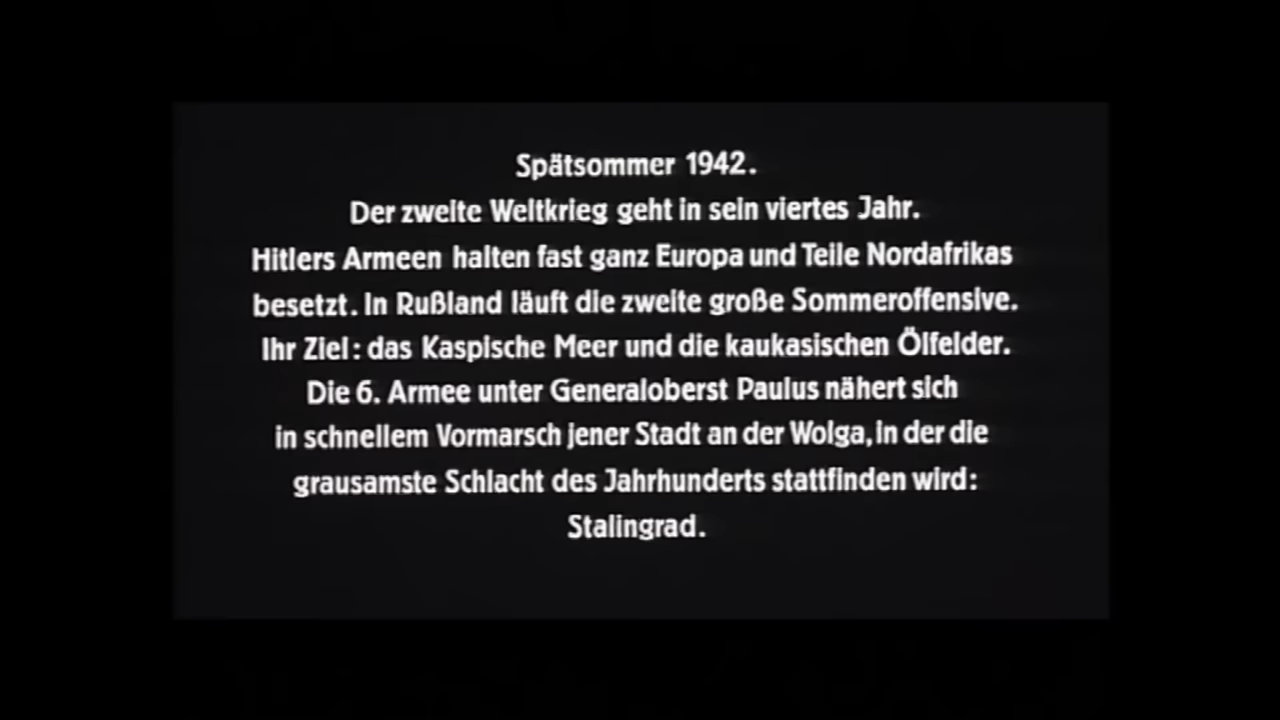 Spätsommer 1942.
Der zweite Weltkrieg geht in sein viertes Jahr.
Hitlers Armeen halten fast ganz Europa und Teile Nordafrikas
besetzt. In Rußland läuft die zweite große Sommeroffensive.
Ihr Ziel: das Kaspische Meer und die kaukasischen Ölfelder.
Die 6. Armee unter Generaloberst Paulus nähert sich
in schnellem Vormarsch jener Stadt an der Wolga, in der die
grausamste Schlacht des Jahrhunderts stattfinden wird:
Stalingrad.